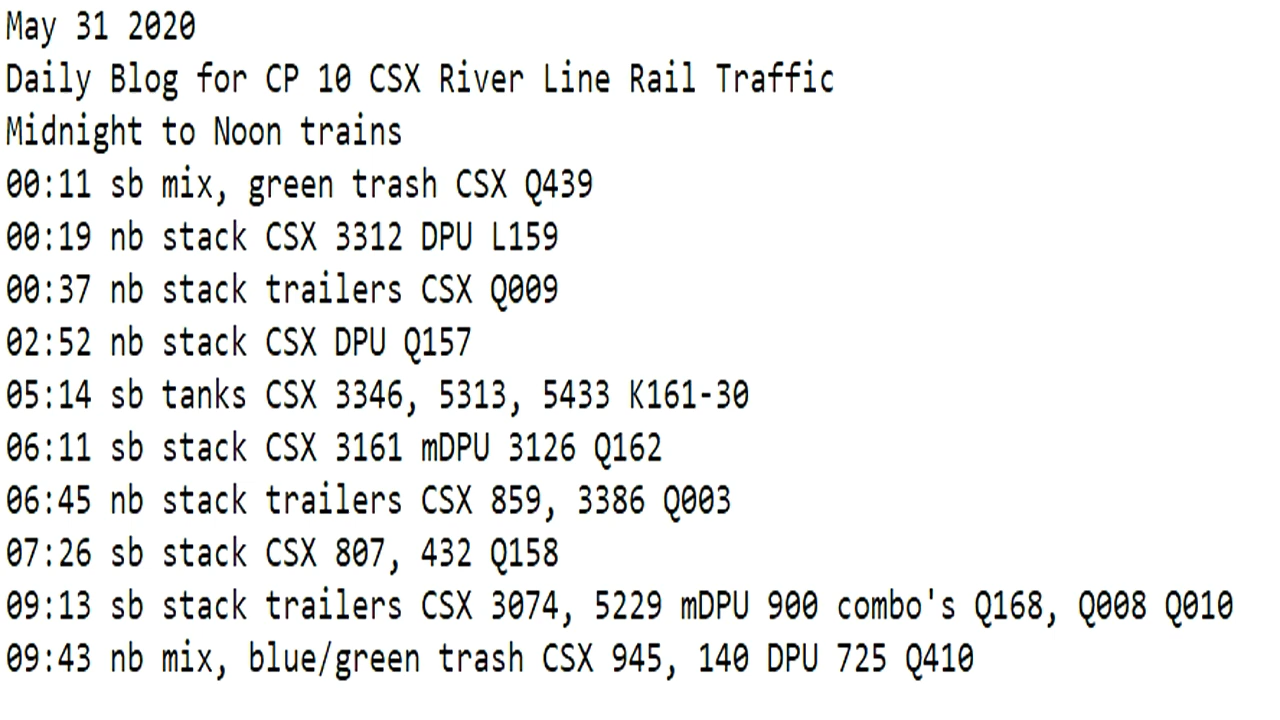 May 31 2020
Daily Blog for CP 10 CSX River Line Rail Traffic
Midnight to Noon trains
00:11 sb mix, green trash CSX Q439
00:19 nb stack CSX 3312 DPU L159
00:37 nb stack trailers CSX Q009
02:52 nb stack CSX DPU Q157
05:14 sb tanks CSX 3346, 5313, 5433 K161-30
06:11 sb stack CSX 3161 mDPU 3126 Q162
06:45 nb stack trailers CSX 859, 3386 Q003
07:26 sb stack CSX 807, 432 Q158
09:13 sb stack trailers CSX 3074, 5229 mDPU 900 combo's Q168, Q008 Q010
09:43 nb mix, blue/green trash CSX 945, 140 DPU 725 Q410